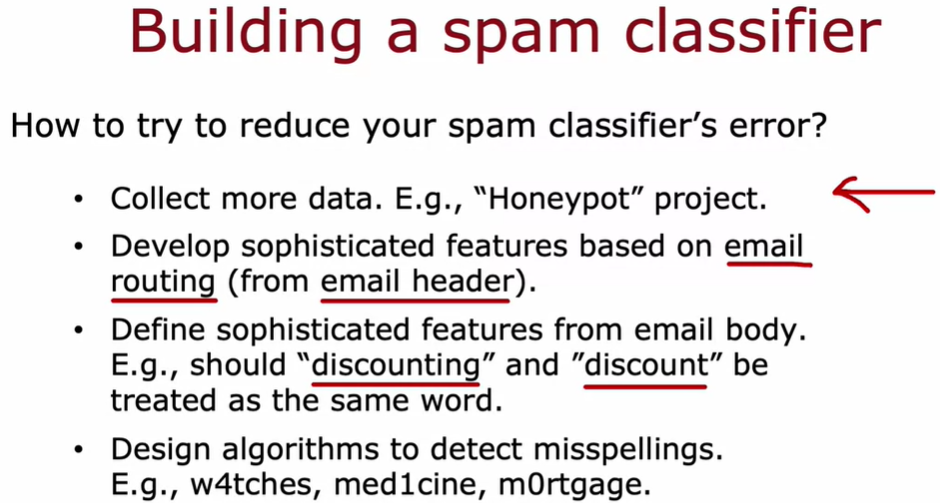 Building a spam classifier
How to try to reduce your spam classifier's error?
• Collect more data. E.g., “Honeypot” project.
• Develop sophisticated features based on email
routing (from email header).
• Define sophisticated features from email body.
E.g., should “discounting” and ”discount” be
treated as the same word.
• Design algorithms to detect misspellings.
E.g., w4tches, med1cine, m0rtgage.